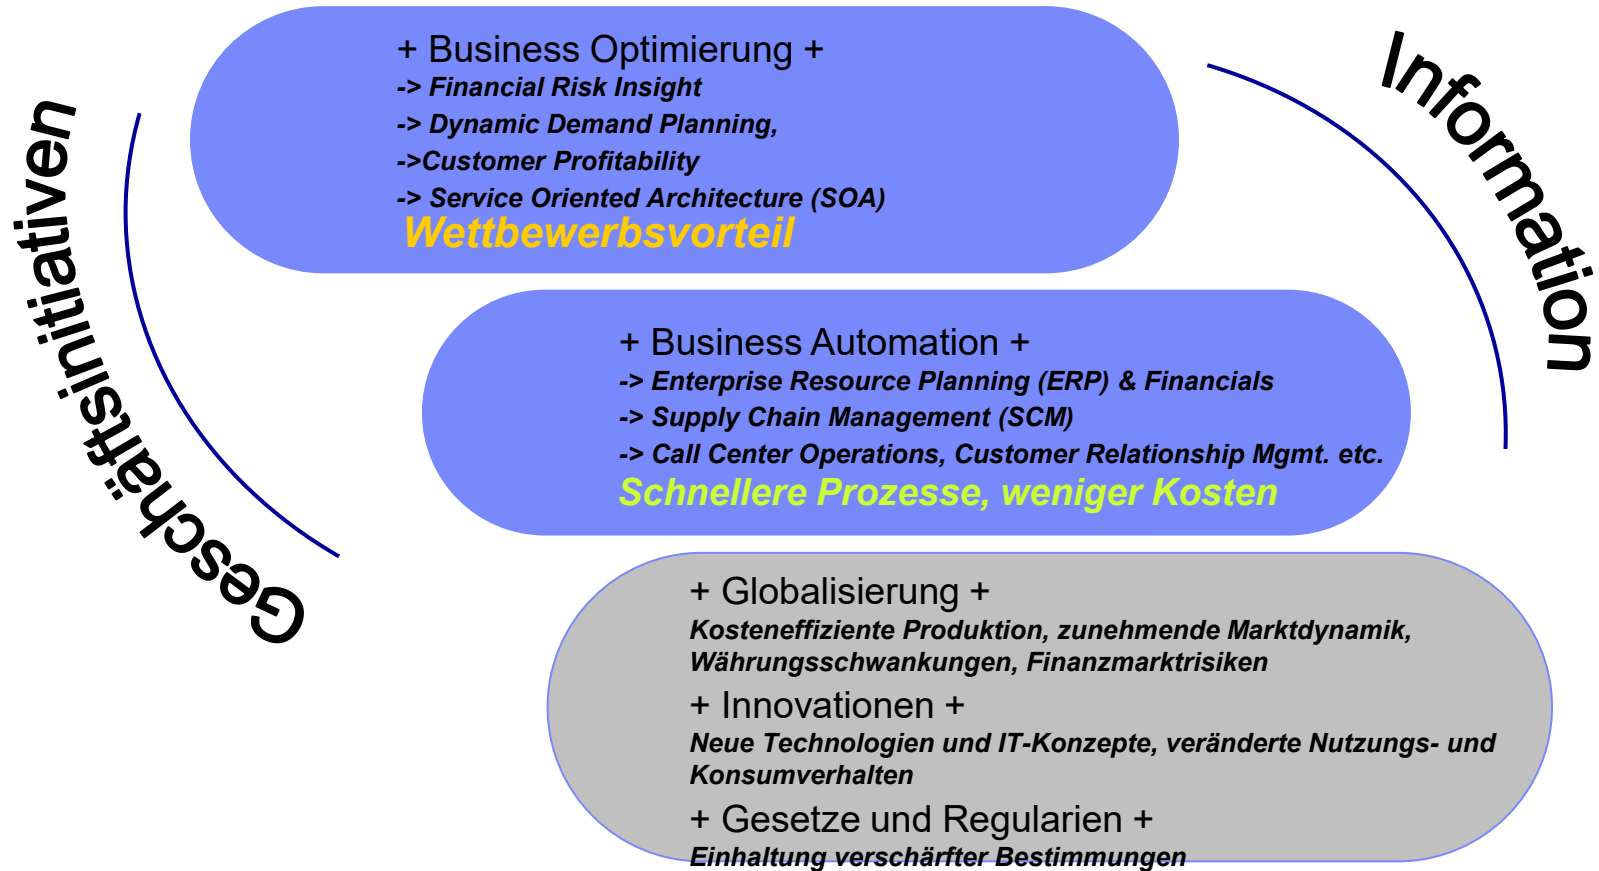 Geschäftsinitiativen
+ Business Optimierung +
-> Financial Risk Insight
-> Dynamic Demand Planning,
->Customer Profitability
-> Service Oriented Architecture (SOA)
Wettbewerbsvorteil
Information
+ Business Automation +
-> Enterprise Resource Planning (ERP) & Financials
-> Supply Chain Management (SCM)
-> Call Center Operations, Customer Relationship Mgmt. etc.
Schnellere Prozesse, weniger Kosten
+ Globalisierung +
Kosteneffiziente Produktion, zunehmende Marktdynamik,
Währungsschwankungen, Finanzmarktrisiken
+ Innovationen +
Neue Technologien und IT-Konzepte, veränderte Nutzungs- und
Konsumverhalten
+ Gesetze und Regularien +
Einhaltung verschärfter Bestimmungen